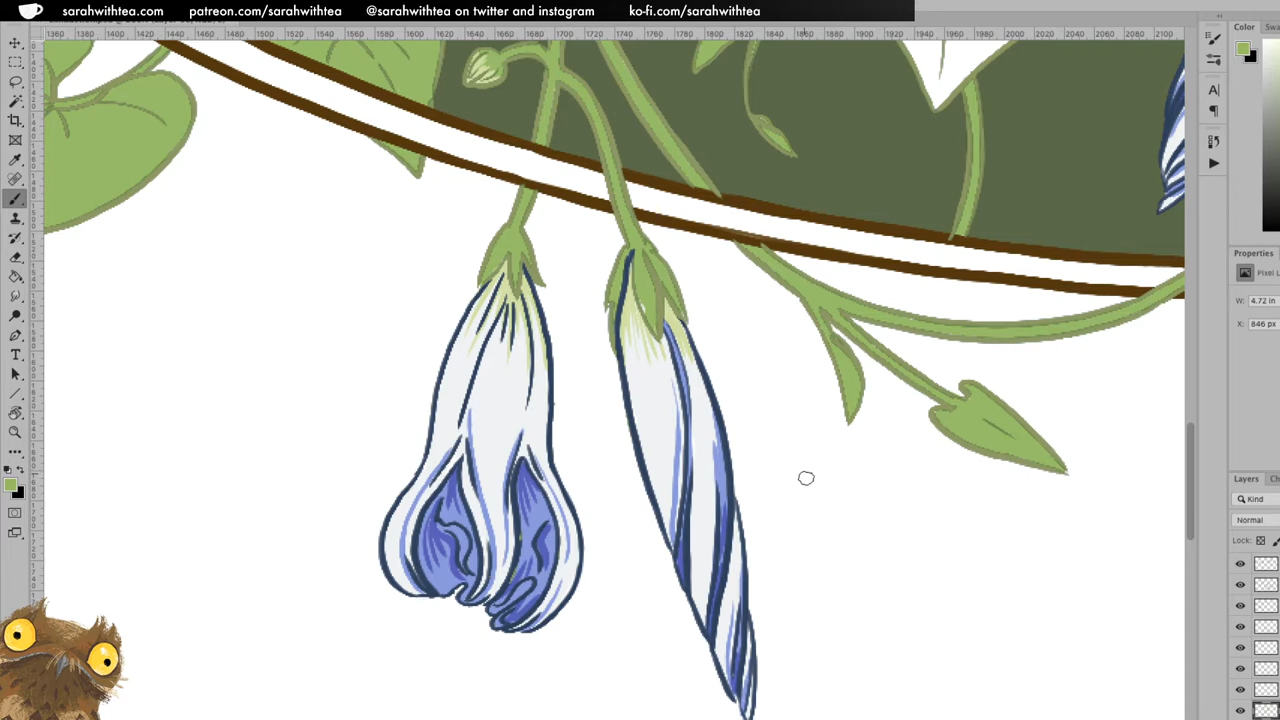 sarahwithtea.com patreon.com/sarahwithtea @sarahwithtea on twitter and instagram ko-fi.com/sarahwithtea
1360 1380 1400 1420 1440 1460 1480 1500 1520 1540 1560 1580 1600 1620 1640 1660 1680 1700 1720 1740 1760 1780 1800 1820 1840 1860 1880 1900 1920 1940 1960 1980 2000 2020 2040 2060 2080 2100
Color Swa
Properties
Pixel L
W: 4.72 in
X: 846 px
Layers Ch
Kind
Normal
Lock: